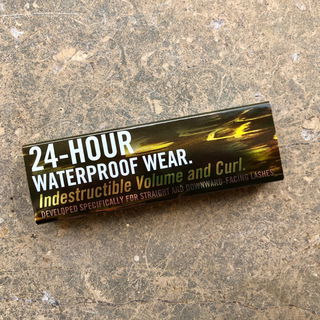 24-HOUR
WATERPROOF WEAR.
Indestructible Volume and Curl.
DEVELOPED SPECIFICALLY FOR STRAIGHT AND DOWNWARD-FACING LASHES